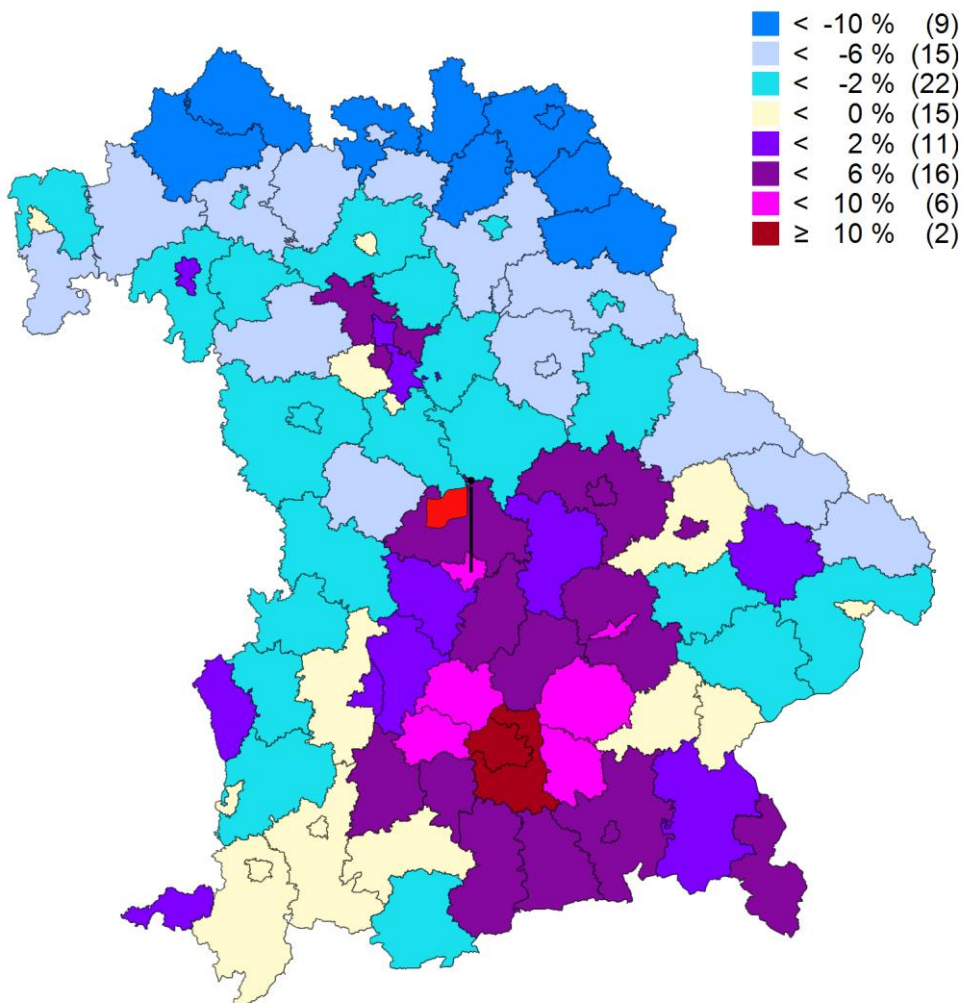 < -10 % (9)
< -6 % (15)
< -2 % (22)
< 0 % (15)
< 2 % (11)
< 6 % (16)
< 10 % (6)
≥ 10 % (2)